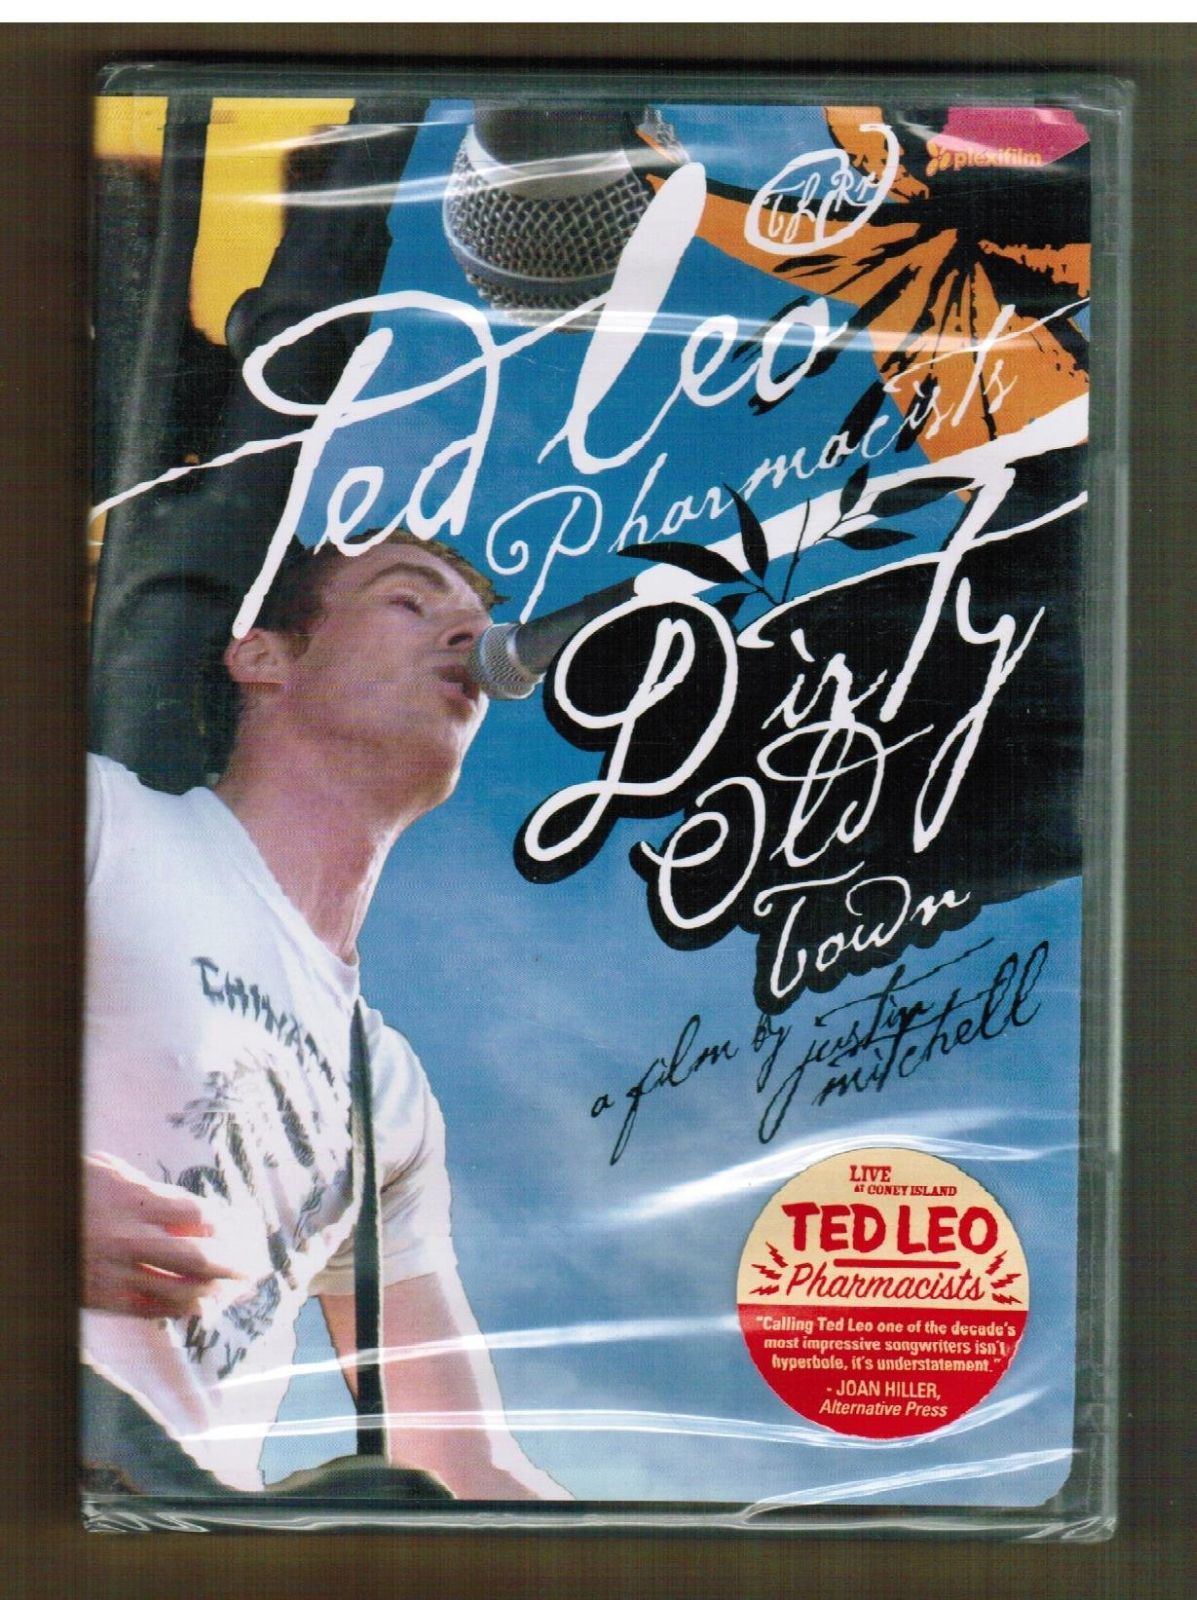 plexifilm
Ted Leo
Pharmacists
Dirty
Old
Town
a film by justin
mitchell
LIVE
AT CONEY ISLAND
TED LEO
Pharmacists
"Calling Ted Leo one of the decade's
most impressive songwriters isn't
hyperbole, it's understatement."
- JOAN HILLER,
Alternative Press